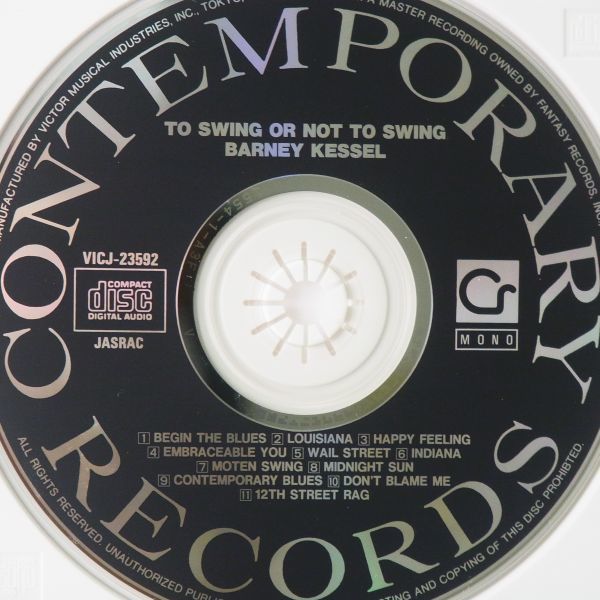 MANUFACTURED BY VICTOR MUSICAL INDUSTRIES, INC., TOKYO,
A MASTER RECORDING OWNED BY FANTASY RECORDS, INC.
CONTEMPORARY
TO SWING OR NOT TO SWING
BARNEY KESSEL
VICJ-23592
COMPACT
disc
DIGITAL AUDIO
JASRAC
MONO
1 BEGIN THE BLUES 2 LOUISIANA 3 HAPPY FEELING
4 EMBRACEABLE YOU 5 WAIL STREET 6 INDIANA
7 MOTEN SWING 8 MIDNIGHT SUN
9 CONTEMPORARY BLUES 10 DON'T BLAME ME
11 12TH STREET RAG
RECORDS
ALL RIGHTS RESERVED. UNAUTHORIZED
AND COPYING OF THIS DISC PROHIBITED.